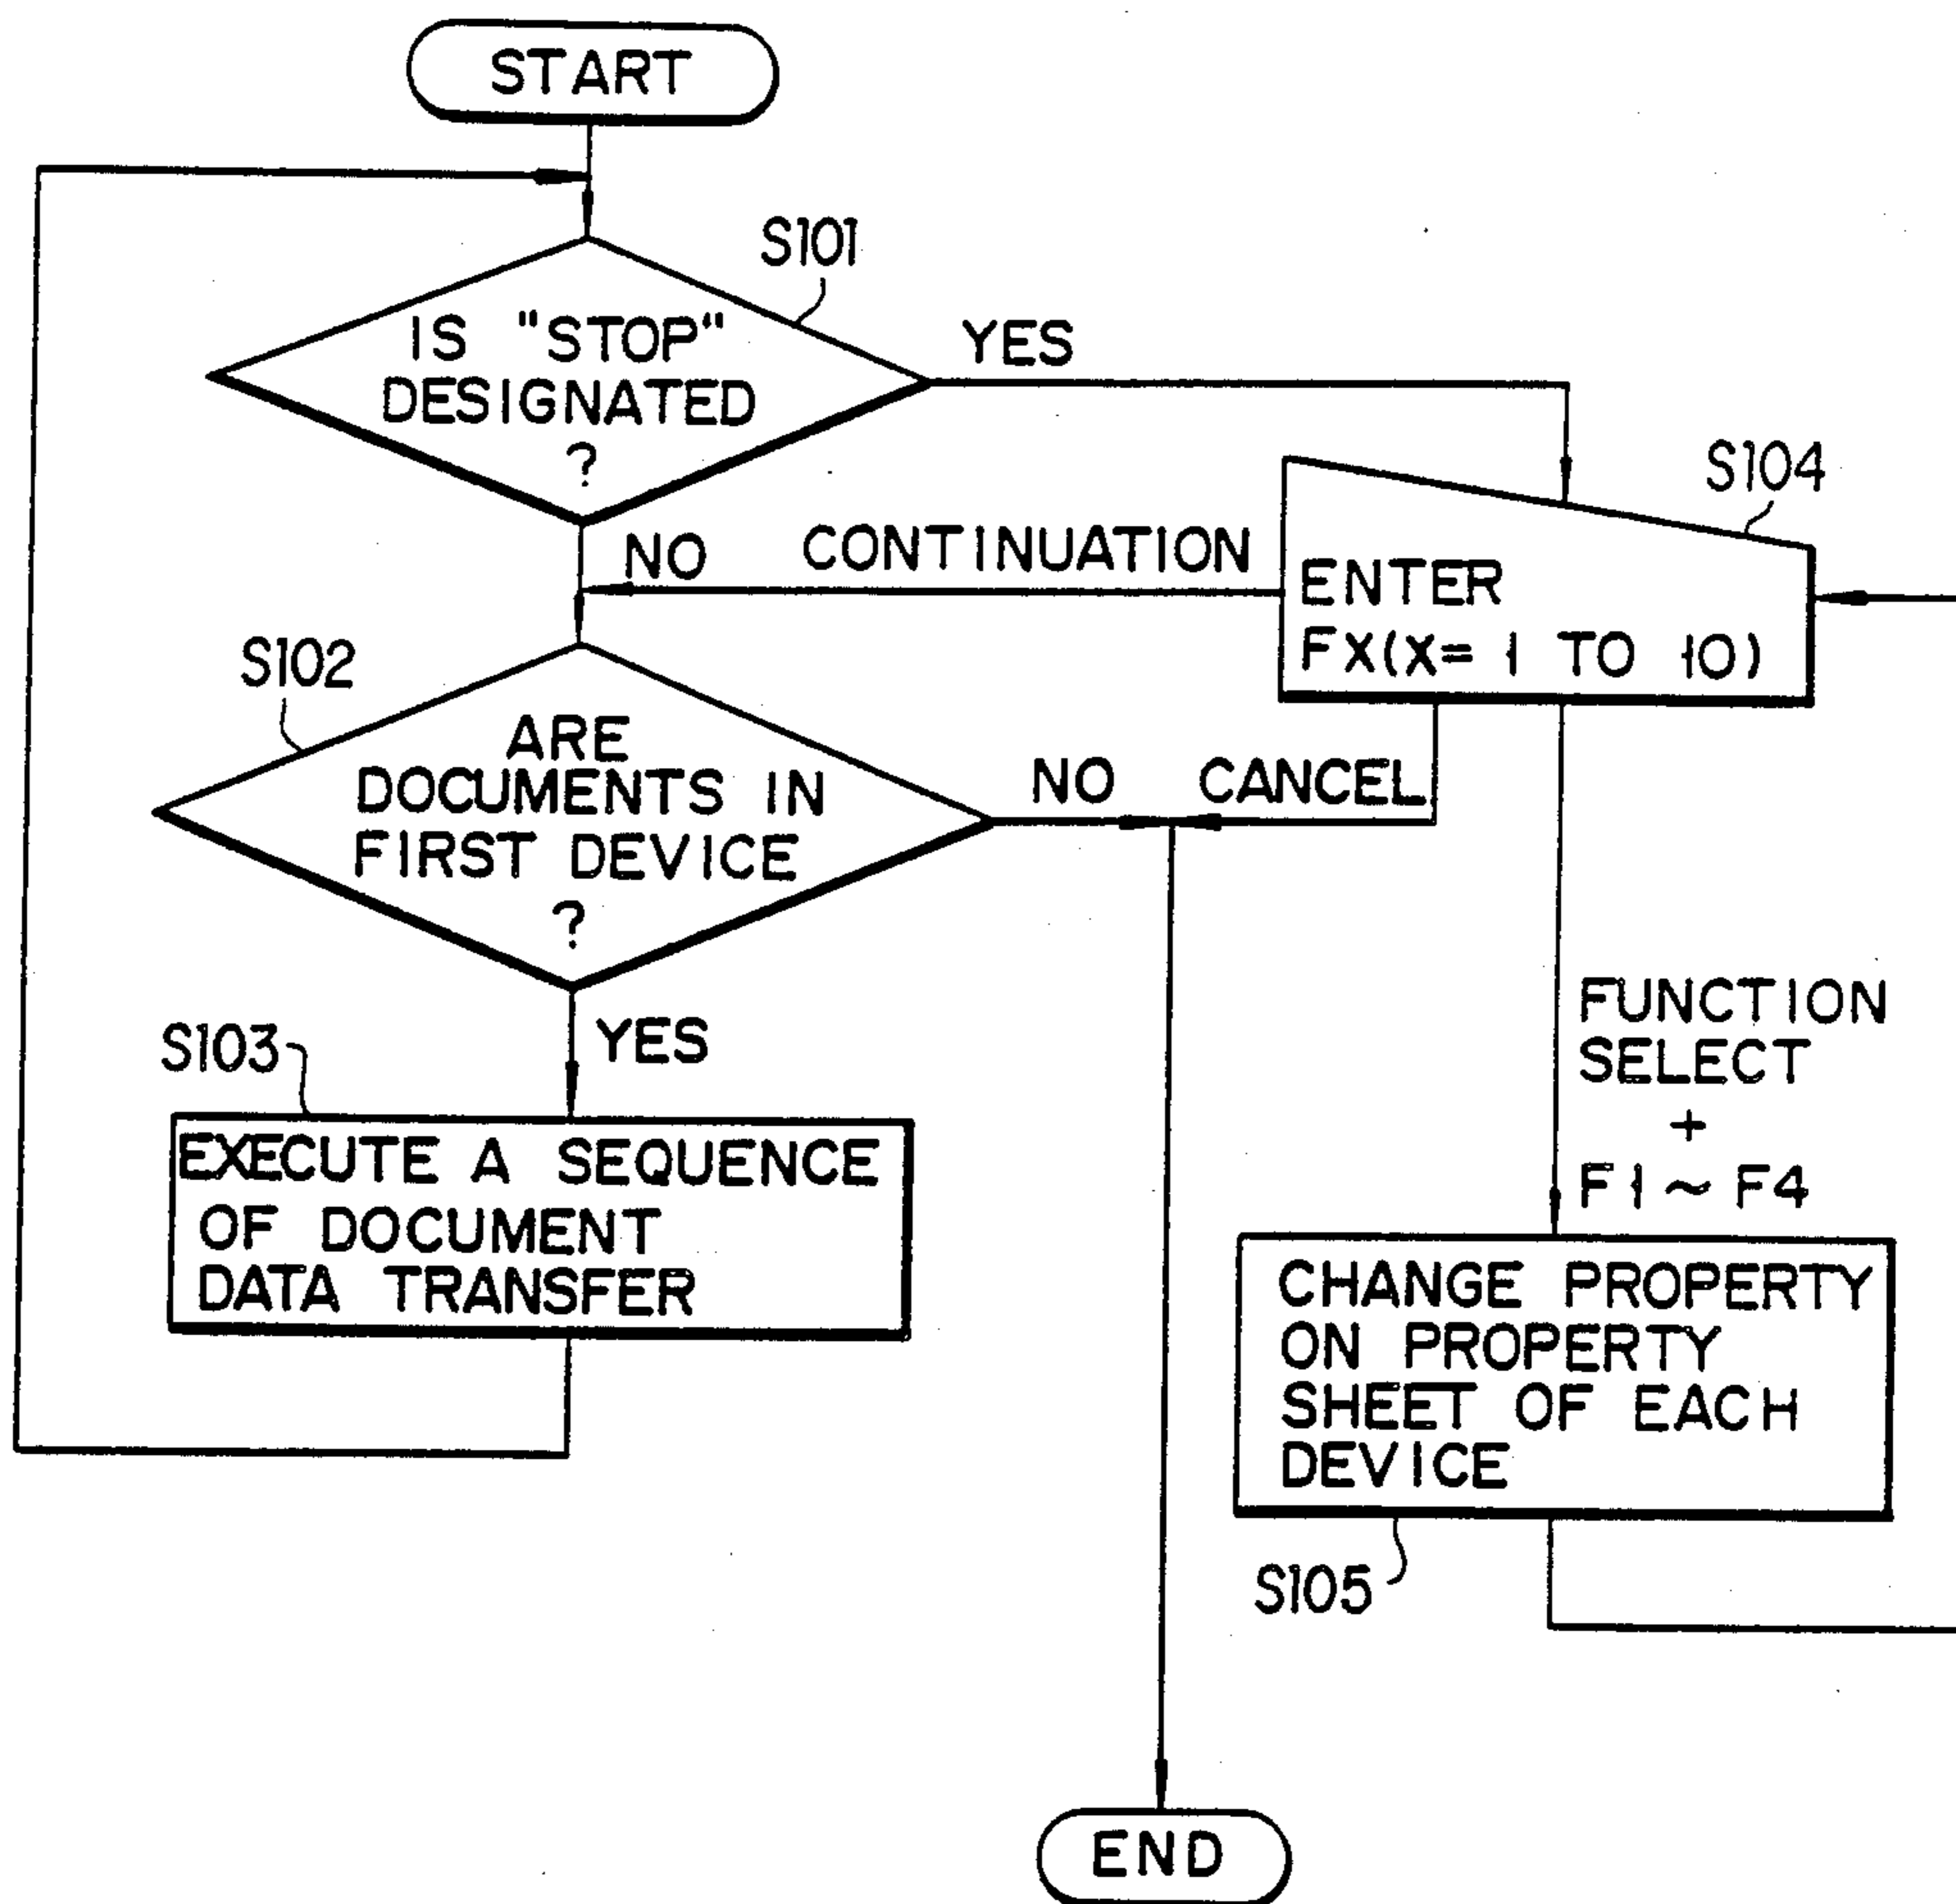 START
S101
IS "STOP"
DESIGNATED
?
YES
S104
NO
CONTINUATION
ENTER
FX(X= 1 TO 10)
S102
ARE
DOCUMENTS IN
FIRST DEVICE
?
NO
CANCEL
YES
S103
EXECUTE A SEQUENCE
OF DOCUMENT
DATA TRANSFER
FUNCTION
SELECT
+
F1 ~ F4
CHANGE PROPERTY
ON PROPERTY
SHEET OF EACH
DEVICE
S105
END